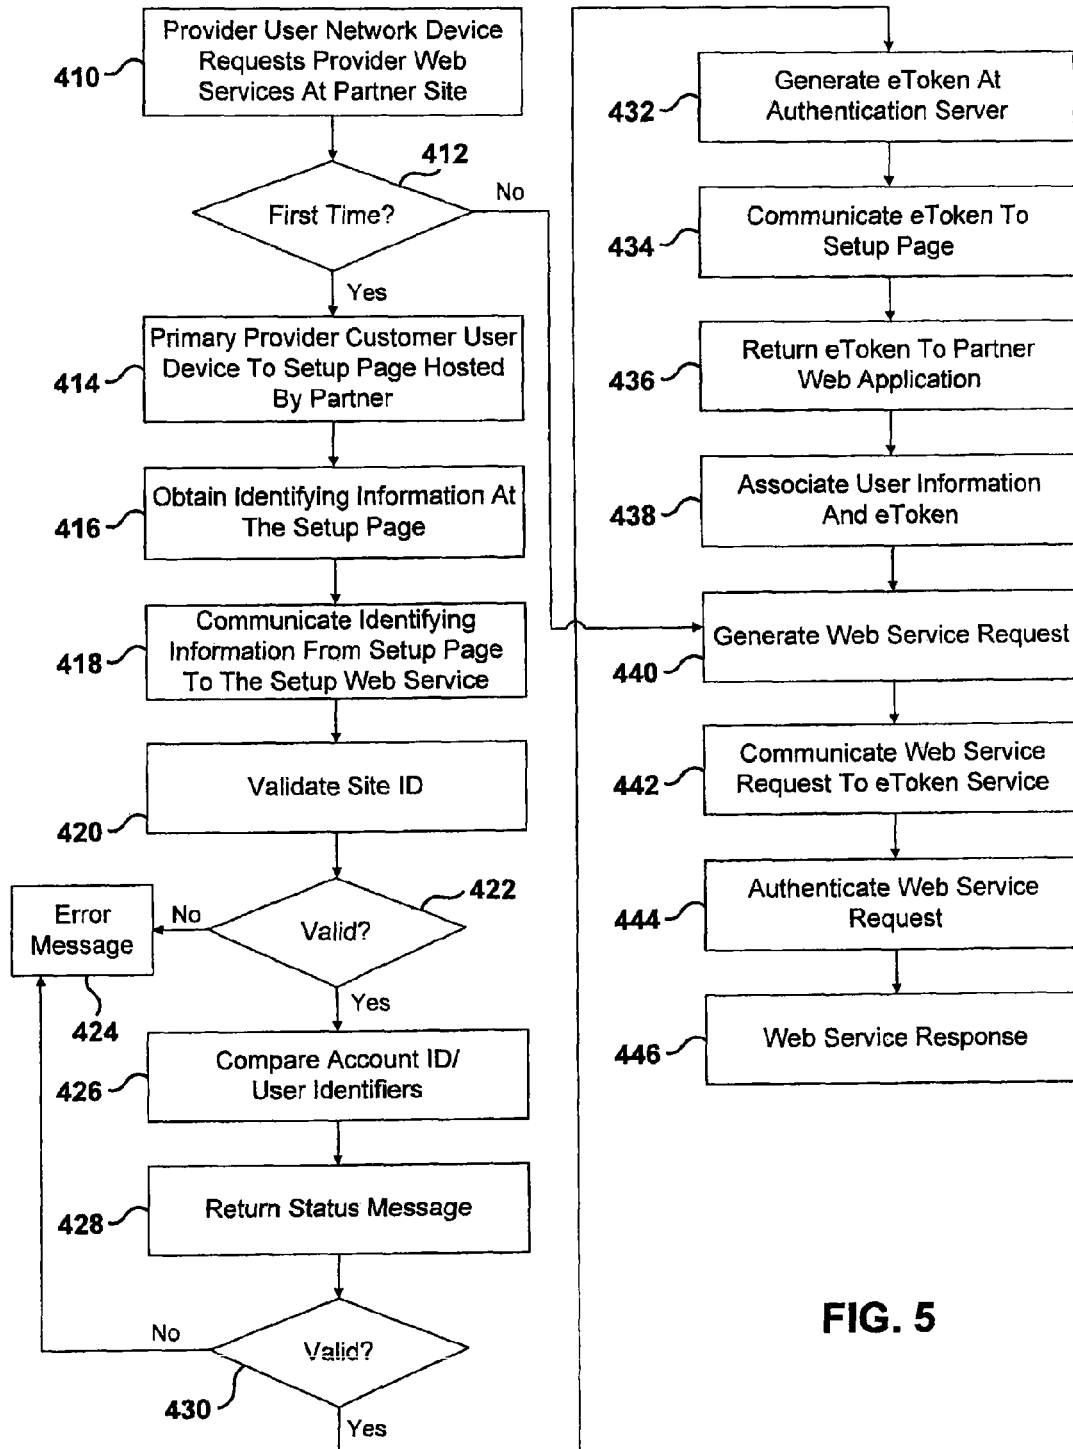 Provider User Network Device
Requests Provider Web
Services At Partner Site
410
412
First Time?
No
Yes
Primary Provider Customer User
Device To Setup Page Hosted
By Partner
414
Obtain Identifying Information At
The Setup Page
416
Communicate Identifying
Information From Setup Page
To The Setup Web Service
418
Validate Site ID
420
422
Valid?
No
Error
Message
424
Yes
Compare Account ID/
User Identifiers
426
Return Status Message
428
Valid?
No
430
Yes
Generate eToken At
Authentication Server
432
Communicate eToken To
Setup Page
434
Return eToken To Partner
Web Application
436
Associate User Information
And eToken
438
Generate Web Service Request
440
Communicate Web Service
Request To eToken Service
442
Authenticate Web Service
Request
444
Web Service Response
446
FIG. 5